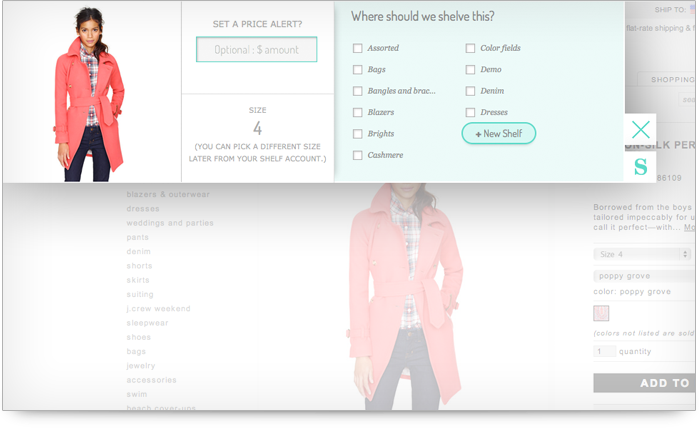 SET A PRICE ALERT?
Optional : $ amount
SIZE
4
(YOU CAN PICK A DIFFERENT SIZE
LATER FROM YOUR SHELF ACCOUNT.)
Where should we shelve this?
Assorted
Bags
Bangles and brac...
Blazers
Brights
Cashmere
Color fields
Demo
Denim
Dresses
+ New Shelf
S
SHIP TO:
flat-rate shipping &
SHOPPING
86109
blazers & outerwear
dresses
weddings and parties
pants
denim
shorts
skirts
suiting
j.crew weekend
sleepwear
shoes
bags
jewelry
accessories
swim
beach cover-ups
Borrowed from the boys
tailored impeccably for u
call it perfect—with... Mo
Size 4
poppy grove
color: poppy grove
(colors not listed are sold
1 quantity
ADD TO